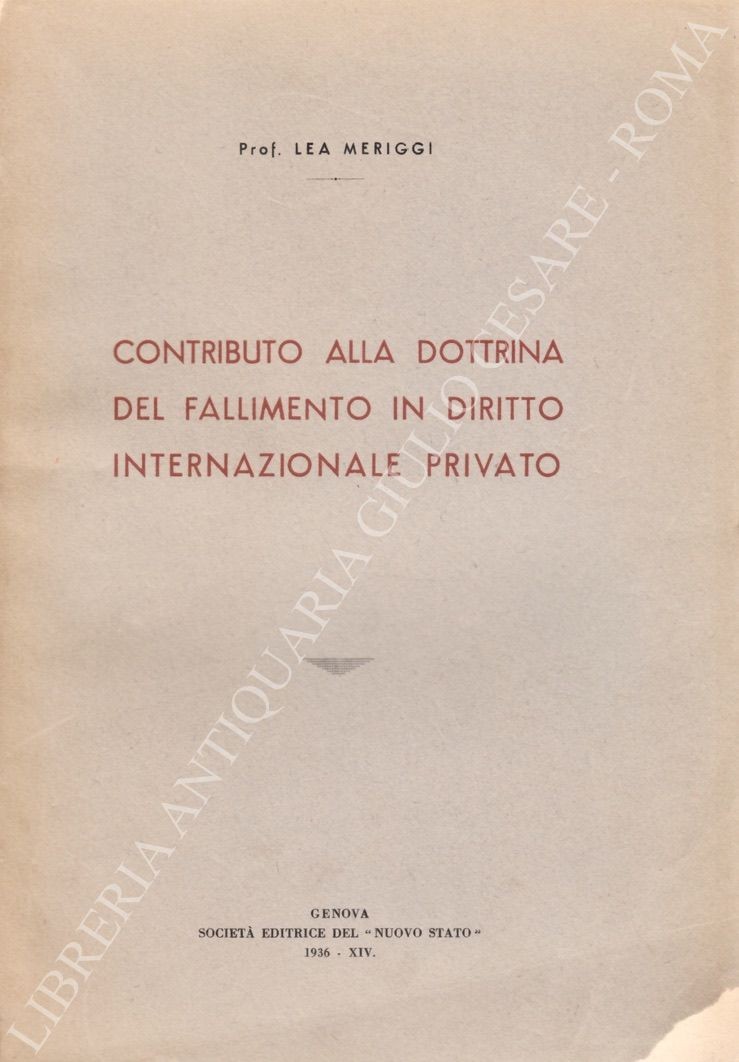 Prof. LEA MERIGGI
CONTRIBUTO ALLA DOTTRINA
DEL FALLIMENTO IN DIRITTO
INTERNAZIONALE PRIVATO
GENOVA
SOCIETÀ EDITRICE DEL "NUOVO STATO"
1936 - XIV.
LIBRERIA ANTIQUARIA GIULIO CESARE - ROMA